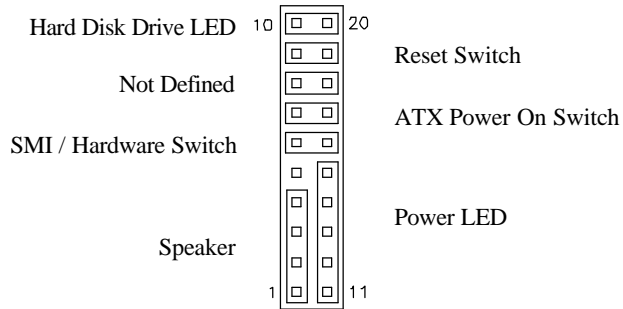 Hard Disk Drive LED
10
20
Reset Switch
Not Defined
ATX Power On Switch
SMI / Hardware Switch
Power LED
Speaker
1
11